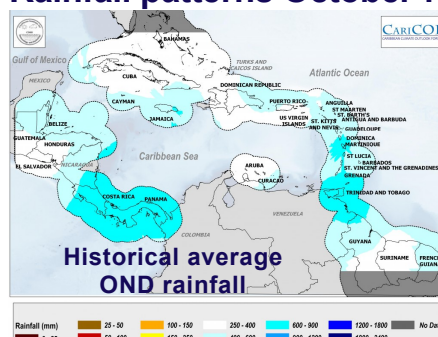 CARICO
Gulf of Mexico
BAHAMAS
TURKS AND
CAICOS ISLAND
Atlantic Ocean
MEXICO
CUBA
CAYMAN
DOMINICAN REPUBLIC
JAMAICA
PUERTO RICO
US VIRGIN
ISLANDS
ANGUILLA
ST MAARTEN
ST. BARTH'S
ST. KITTS
AND NEVIS
ANTIGUA AND BARBUDA
GUADELOUPE
BELIZE
GUATEMALA
HONDURAS
DOMINICA
MARTINIQUE
EL SALVADOR
NICARAGUA
Caribbean Sea
ST LUCIA
BARBADOS
ST. VINCENT AND THE GRENADINES
GRENADA
ARUBA
CURACAO
COSTA RICA
PANAMA
TRINIDAD AND TOBAGO
VENEZUELA
COLOMBIA
GUYANA
SURINAME
FRENCH
GUIANA
Historical average
OND rainfall
Rainfall (mm)
25 - 50
100 - 150
250 - 400
600 - 900
1200 - 1800
No Da